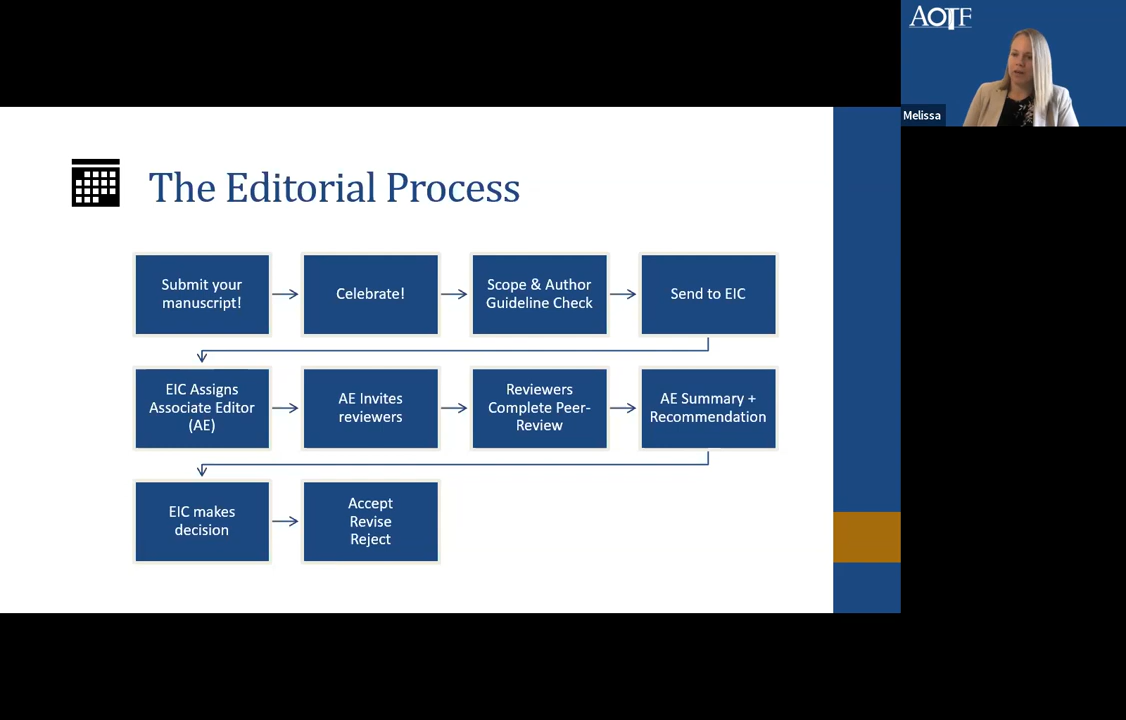 AOTF
Melissa
The Editorial Process
Submit your
manuscript!
Celebrate!
Scope & Author
Guideline Check
Send to EIC
EIC Assigns
Associate Editor
(AE)
AE Invites
reviewers
Reviewers
Complete Peer-
Review
AE Summary +
Recommendation
EIC makes
decision
Accept
Revise
Reject